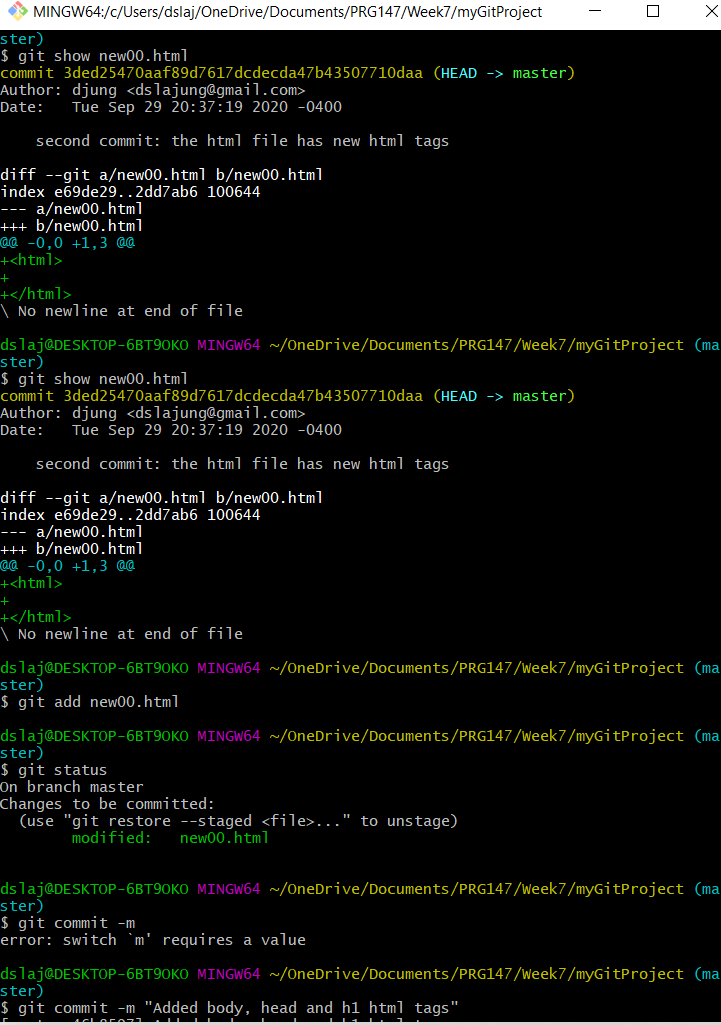 MINGW64:/c/Users/dslaj/OneDrive/Documents/PRG147/Week7/myGitProject
ster)
$ git show new00.html
commit 3ded25470aaf89d7617dcdecda47b43507710daa (HEAD -> master)
Author: djung <dslajung@gmail.com>
Date:   Tue Sep 29 20:37:19 2020 -0400
    second commit: the html file has new html tags
diff --git a/new00.html b/new00.html
index e69de29..2dd7ab6 100644
--- a/new00.html
+++ b/new00.html
@@ -0,0 +1,3 @@
+<html>
+
+</html>
\ No newline at end of file
dslaj@DESKTOP-6BT9OKO MINGW64 ~/OneDrive/Documents/PRG147/Week7/myGitProject (ma
ster)
$ git show new00.html
commit 3ded25470aaf89d7617dcdecda47b43507710daa (HEAD -> master)
Author: djung <dslajung@gmail.com>
Date:   Tue Sep 29 20:37:19 2020 -0400
    second commit: the html file has new html tags
diff --git a/new00.html b/new00.html
index e69de29..2dd7ab6 100644
--- a/new00.html
+++ b/new00.html
@@ -0,0 +1,3 @@
+<html>
+
+</html>
\ No newline at end of file
dslaj@DESKTOP-6BT9OKO MINGW64 ~/OneDrive/Documents/PRG147/Week7/myGitProject (ma
ster)
$ git add new00.html
dslaj@DESKTOP-6BT9OKO MINGW64 ~/OneDrive/Documents/PRG147/Week7/myGitProject (ma
ster)
$ git status
On branch master
Changes to be committed:
  (use "git restore --staged <file>..." to unstage)
        modified:   new00.html
dslaj@DESKTOP-6BT9OKO MINGW64 ~/OneDrive/Documents/PRG147/Week7/myGitProject (ma
ster)
$ git commit -m
error: switch `m' requires a value
dslaj@DESKTOP-6BT9OKO MINGW64 ~/OneDrive/Documents/PRG147/Week7/myGitProject (ma
ster)
$ git commit -m "Added body, head and h1 html tags"